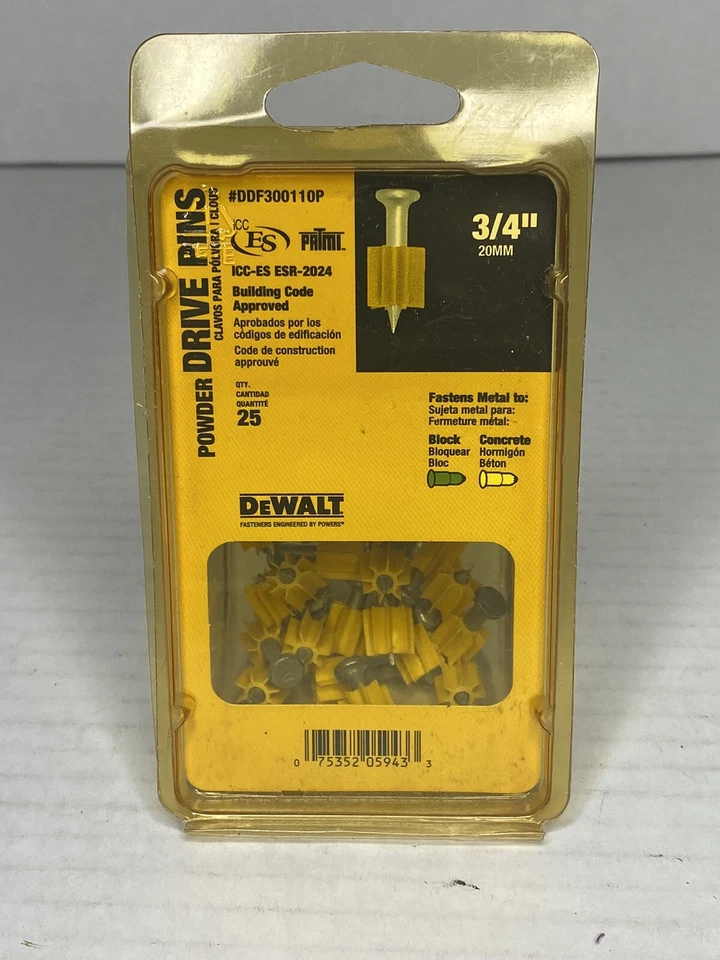 #DDF300110P
POWDER DRIVE PINS
CLAVOS PARA PÓLVORA / CLOUS
ICC
ES
PATMI
ICC-ES ESR-2024
Building Code
Approved
Aprobados por los
códigos de edificación
Code de construction
approuvé
QTY.
CANTIDAD
QUANTITÉ
25
3/4"
20MM
Fastens Metal to:
Sujeta metal para:
Fermeture métal:
Block
Bloquear
Bloc
Concrete
Hormigón
Béton
DEWALT
FASTENERS ENGINEERED BY POWERS®
0 75352 05943 3